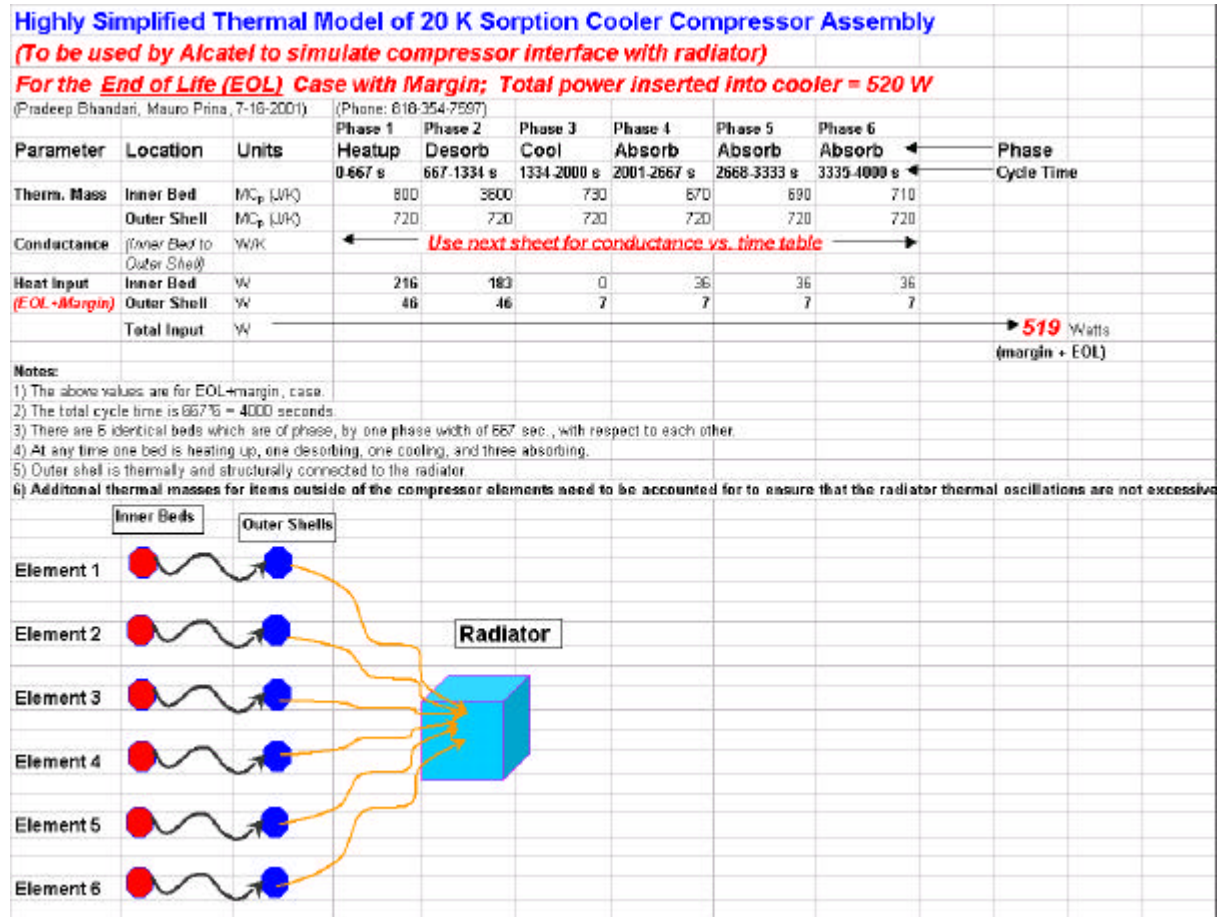 Highly Simplified Thermal Model of 20 K Sorption Cooler Compressor Assembly
(To be used by Alcatel to simulate compressor interface with radiator)
For the End of Life (EOL) Case with Margin; Total power inserted into cooler = 520 W
(Pradeep Bhandari, Mauro Prina, 7-16-2001) (Phone: 818-354-7597)
Phase 1 Phase 2 Phase 3 Phase 4 Phase 5 Phase 6
Parameter Location Units Heatup Desorb Cool Absorb Absorb Absorb Phase
0-667 s 667-1334 s 1334-2000 s 2001-2667 s 2668-3333 s 3335-4000 s Cycle Time
Therm. Mass Inner Bed MCp (J/K) 800 3600 730 670 690 710
Outer Shell MCp (J/K) 720 720 720 720 720 720
Conductance (Inner Bed to W/K Use next sheet for conductance vs. time table
Outer Shell)
Heat Input Inner Bed W 216 183 0 36 36 36
(EOL+Margin) Outer Shell W 46 46 7 7 7 7
Total Input W 519 Watts
(margin + EOL)
Notes:
1) The above values are for EOL+margin, case.
2) The total cycle time is 667*6 = 4000 seconds.
3) There are 6 identical beds which are of phase, by one phase width of 667 sec., with respect to each other.
4) At any time one bed is heating up, one desorbing, one cooling, and three absorbing.
5) Outer shell is thermally and structurally connected to the radiator.
6) Additonal thermal masses for items outside of the compressor elements need to be accounted for to ensure that the radiator thermal oscillations are not excessive
Inner Beds Outer Shells
Element 1
Element 2 Radiator
Element 3
Element 4
Element 5
Element 6